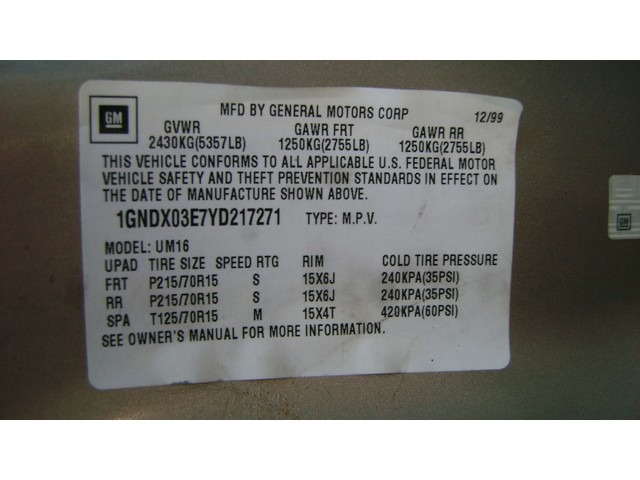 GM MFD BY GENERAL MOTORS CORP 12/99
GVWR GAWR FRT GAWR RR
2430KG(5357LB) 1250KG(2755LB) 1250KG(2755LB)
THIS VEHICLE CONFORMS TO ALL APPLICABLE U.S. FEDERAL MOTOR
VEHICLE SAFETY AND THEFT PREVENTION STANDARDS IN EFFECT ON
THE DATE OF MANUFACTURE SHOWN ABOVE.
1GNDX03E7YD217271 TYPE: M.P.V.
MODEL: UM16
UPAD TIRE SIZE SPEED RTG RIM COLD TIRE PRESSURE
FRT P215/70R15 S 15X6J 240KPA(35PSI)
RR P215/70R15 S 15X6J 240KPA(35PSI)
SPA T125/70R15 M 15X4T 420KPA(60PSI)
SEE OWNER'S MANUAL FOR MORE INFORMATION.
GM